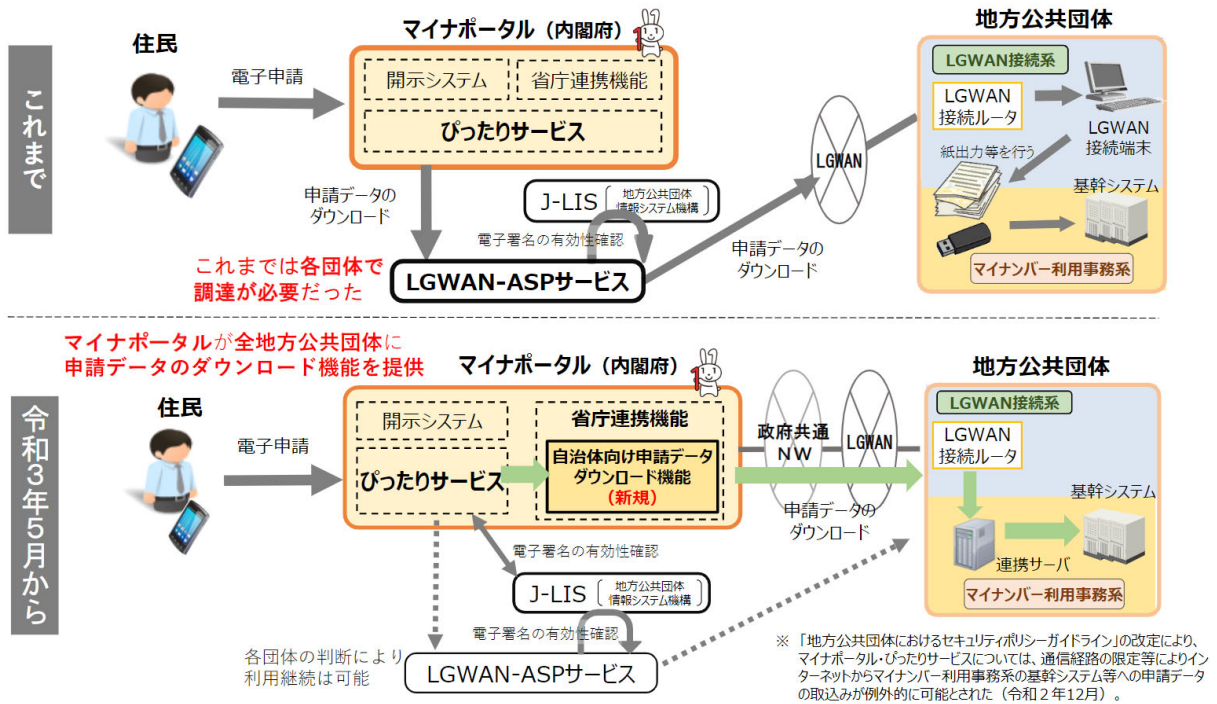 これまで
住民
電子申請
マイナポータル（内閣府）
開示システム
省庁連携機能
ぴったりサービス
申請データの
ダウンロード
J-LIS
地方公共団体
情報システム機構
電子署名の有効性確認
これまでは各団体で
調達が必要だった
LGWAN-ASPサービス
申請データの
ダウンロード
LGWAN
地方公共団体
LGWAN接続系
LGWAN
接続ルータ
LGWAN
接続端末
紙出力等を行う
基幹システム
マイナンバー利用事務系
令和３年５月から
マイナポータルが全地方公共団体に
申請データのダウンロード機能を提供
住民
電子申請
マイナポータル（内閣府）
開示システム
ぴったりサービス
省庁連携機能
自治体向け申請データ
ダウンロード機能
（新規）
政府共通
NW
LGWAN
申請データの
ダウンロード
電子署名の有効性確認
J-LIS
地方公共団体
情報システム機構
電子署名の有効性確認
各団体の判断により
利用継続は可能
LGWAN-ASPサービス
地方公共団体
LGWAN接続系
LGWAN
接続ルータ
基幹システム
連携サーバ
マイナンバー利用事務系
※ 「地方公共団体におけるセキュリティポリシーガイドライン」の改定により、
マイナポータル・ぴったりサービスについては、通信経路の限定等によりイン
ターネットからマイナンバー利用事務系の基幹システム等への申請データ
の取込みが例外的に可能とされた（令和２年12月）。